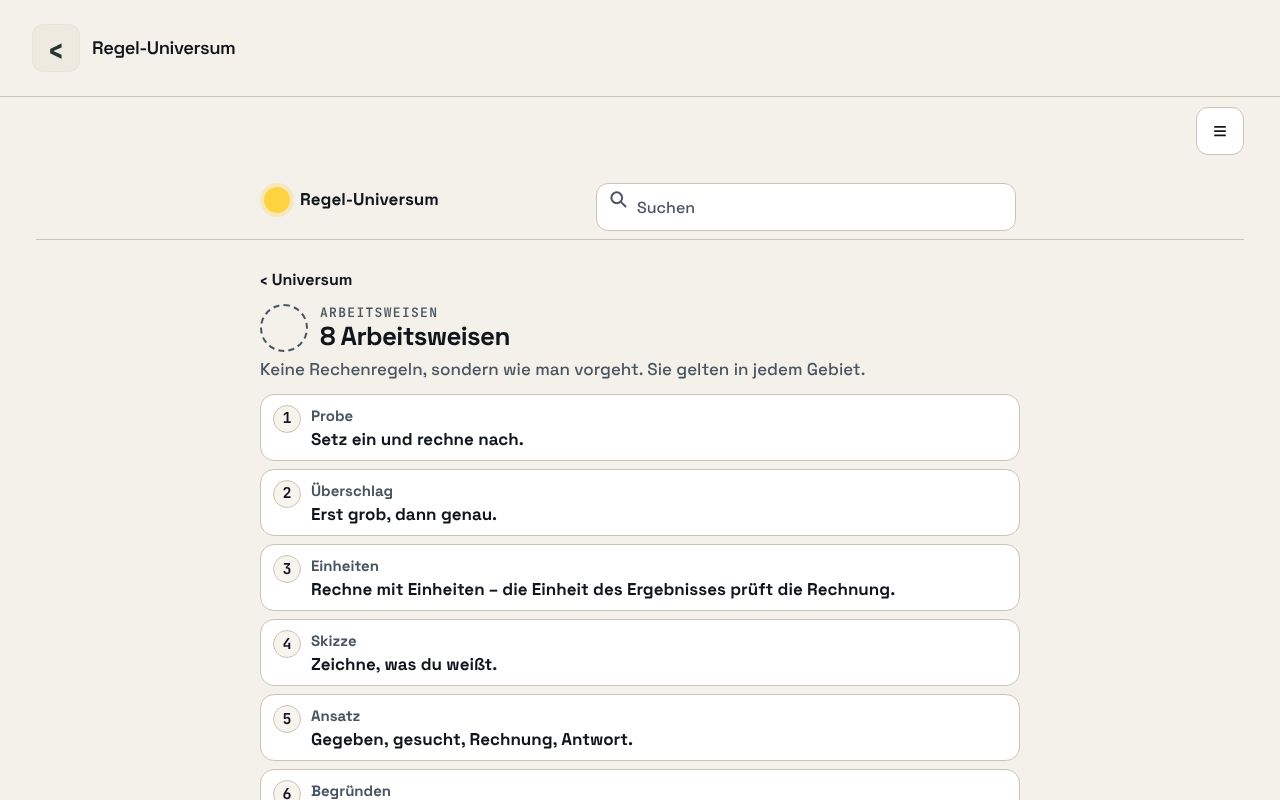 <
Regel-Universum
≡
Regel-Universum
Suchen
< Universum
ARBEITSWEISEN
8 Arbeitsweisen
Keine Rechenregeln, sondern wie man vorgeht. Sie gelten in jedem Gebiet.
1 Probe
Setz ein und rechne nach.
2 Überschlag
Erst grob, dann genau.
3 Einheiten
Rechne mit Einheiten – die Einheit des Ergebnisses prüft die Rechnung.
4 Skizze
Zeichne, was du weißt.
5 Ansatz
Gegeben, gesucht, Rechnung, Antwort.
6 Begründen